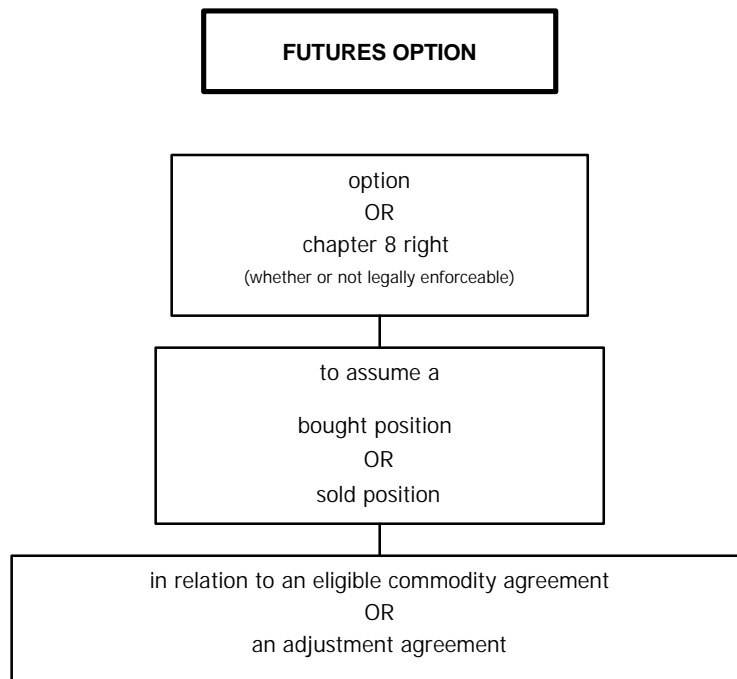 FUTURES OPTION
option
OR
chapter 8 right
(whether or not legally enforceable)
to assume a
bought position
OR
sold position
in relation to an eligible commodity agreement
OR
an adjustment agreement